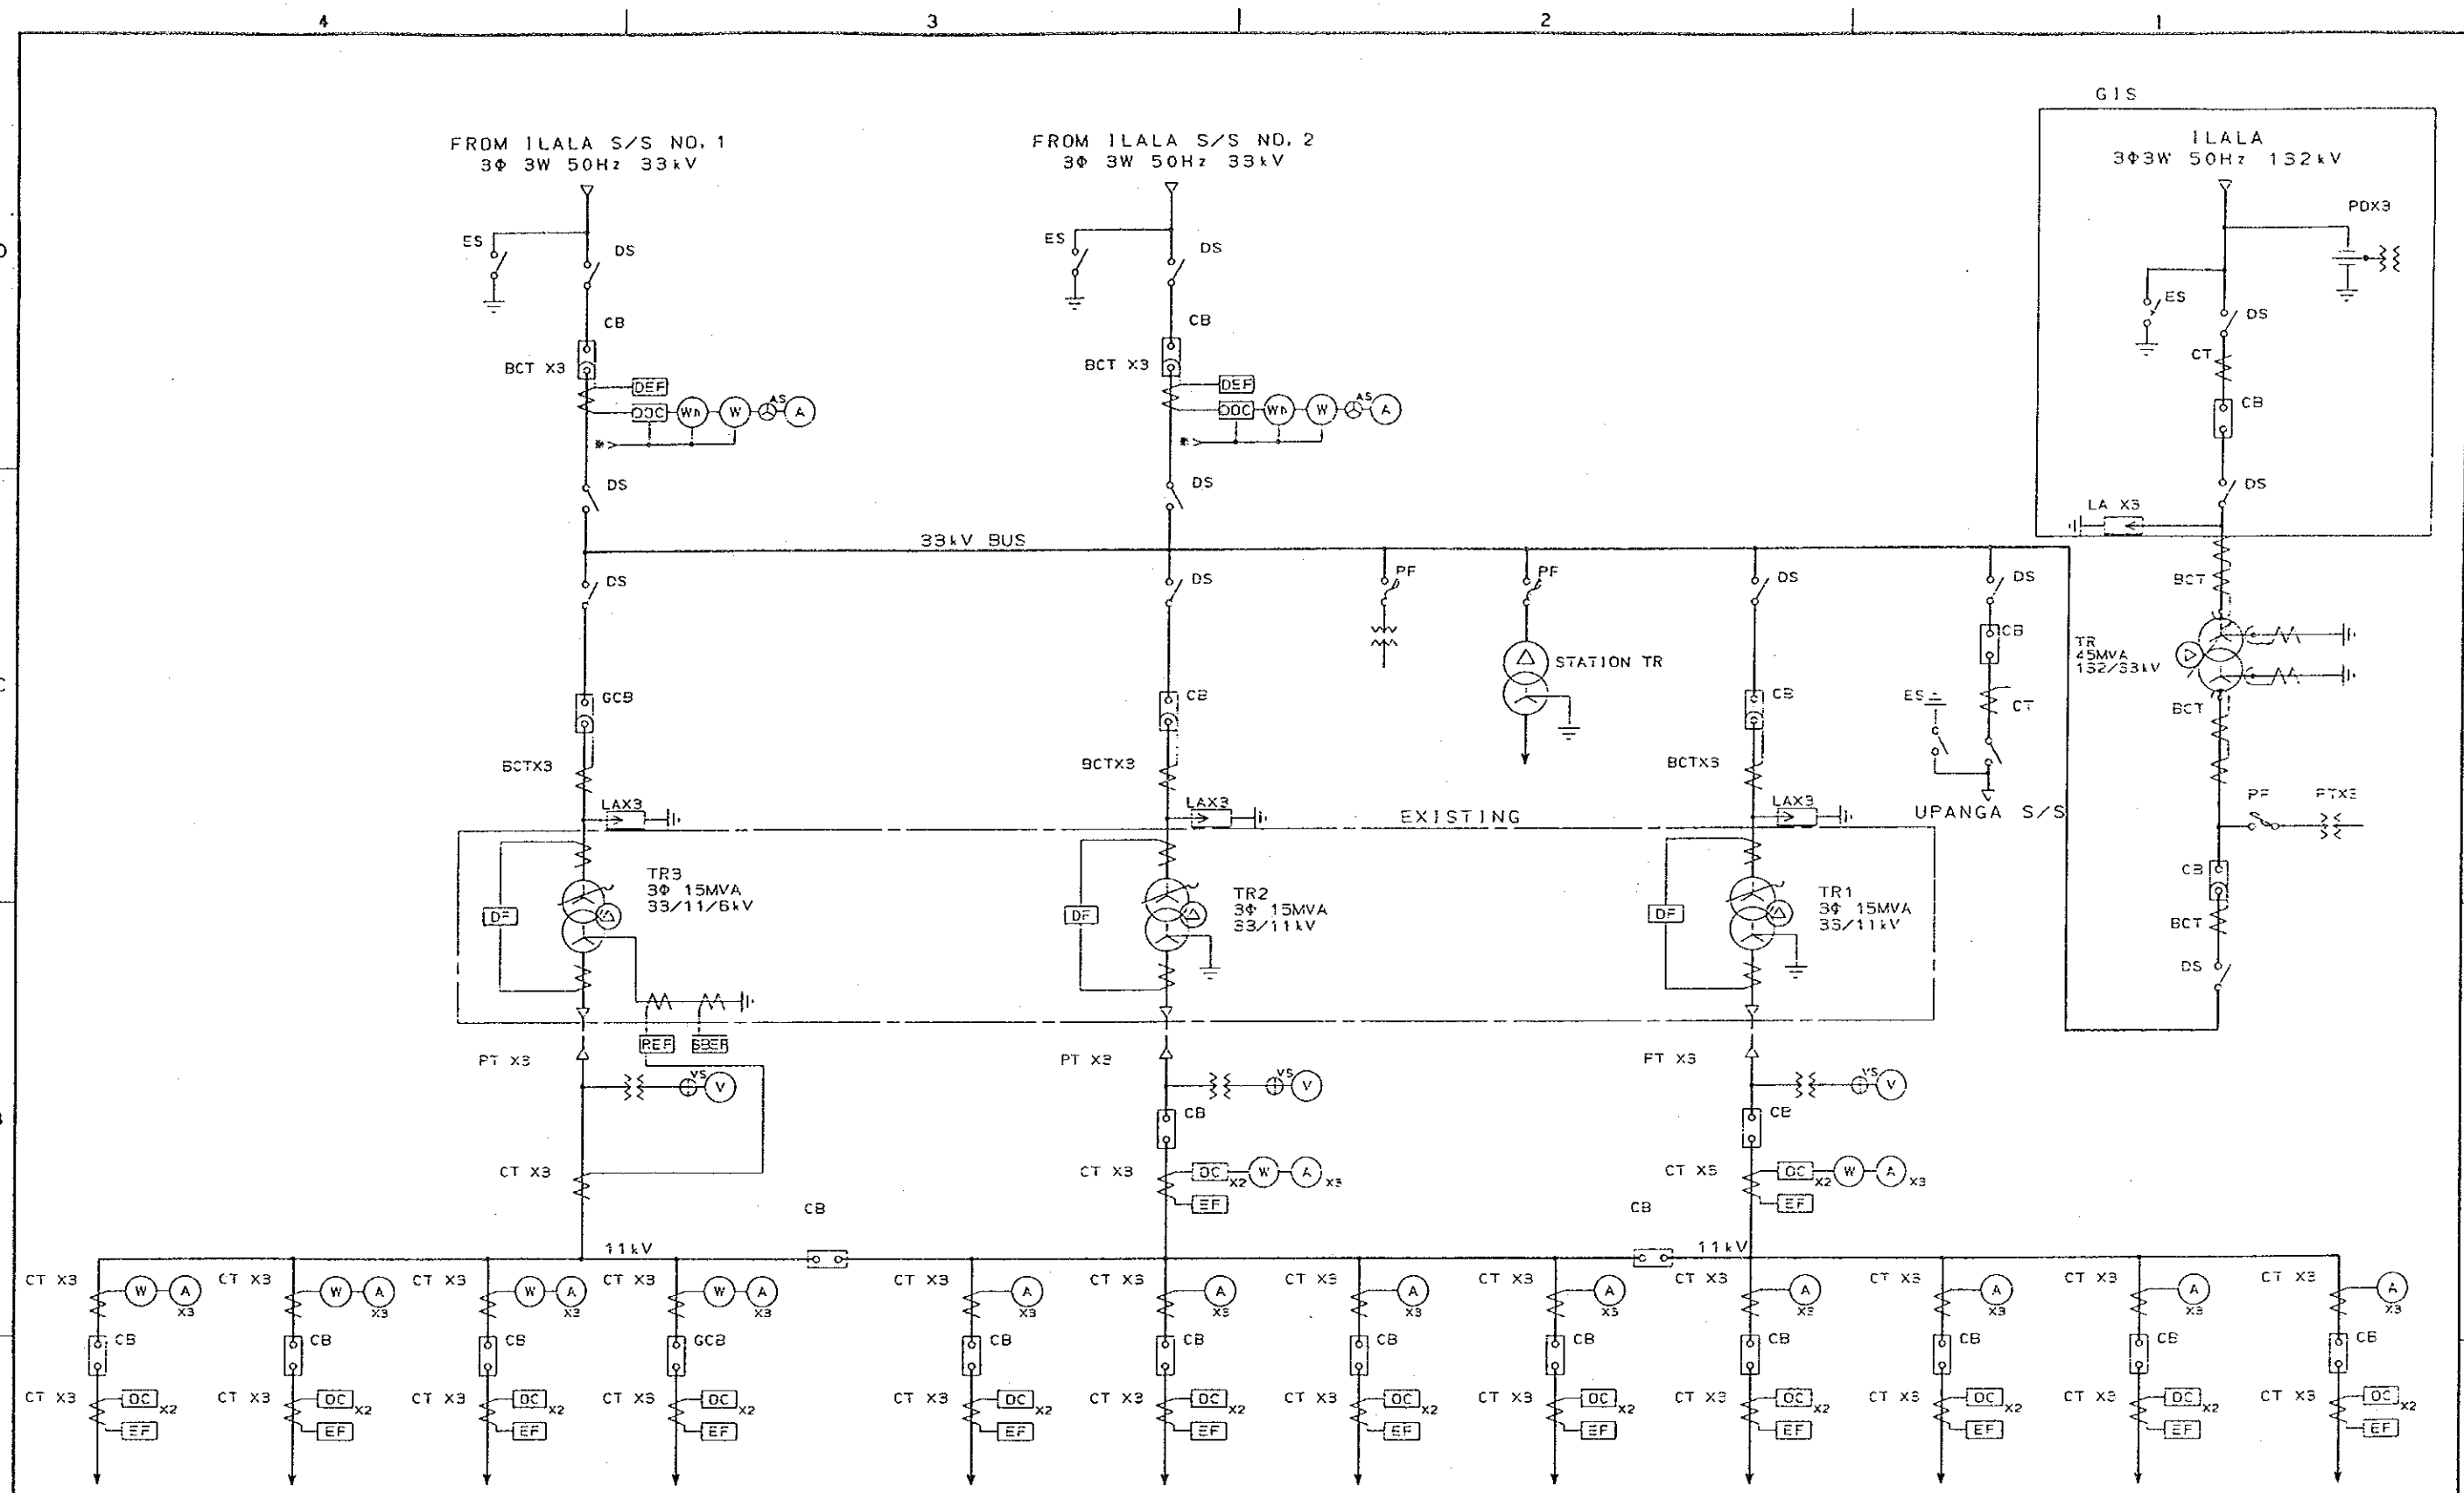 4 3 2 1
GIS
FROM ILALA S/S NO. 1
3Φ 3W 50Hz 33kV
FROM ILALA S/S NO. 2
3Φ 3W 50Hz 33kV
ILALA
3Φ3W 50Hz 132kV
PDX3
ES
DS
ES
DS
ES
DS
CB
CB
CT
BCT X3
BCT X3
CB
DEF
DEF
DOC Wh W AS A
DOC Wh W AS A
*
*
DS
DS
DS
LA X3
33kV BUS
DS
DS
PF
PF
DS
DS
BCT
CB
STATION TR
TR
45MVA
132/33kV
GCB
CB
CB
ES
CT
BCT
BCTX3
BCTX3
BCTX3
LAX3
LAX3
LAX3
EXISTING
UPANGA S/S
PF
PTX3
TR3
3Φ 15MVA
33/11/6kV
DF
TR2
3Φ 15MVA
33/11kV
DF
TR1
3Φ 15MVA
33/11kV
DF
CB
BCT
DS
REF SBEF
PT X3
PT X3
PT X3
VS V
VS V
VS V
CB
CB
CT X3
CT X3
OC X2 W A X3
EF
CT X3
OC X2 W A X3
EF
CB
CB
11kV
11kV
CT X3 W A X3
CT X3 W A X3
CT X3 W A X3
CT X3 W A X3
CT X3 A X3
CT X3 A X3
CT X3 A X3
CT X3 A X3
CT X3 A X3
CT X3 A X3
CT X3 A X3
CT X3 A X3
CB CB CB GCB CB CB CB CB CB CB CB CB
CT X3 OC X2
CT X3 OC X2
CT X3 OC X2
CT X3 OC X2
CT X3 OC X2
CT X3 OC X2
CT X3 OC X2
CT X3 OC X2
CT X3 OC X2
CT X3 OC X2
CT X3 OC X2
CT X3 OC X2
EF EF EF EF EF EF EF EF EF EF EF EF